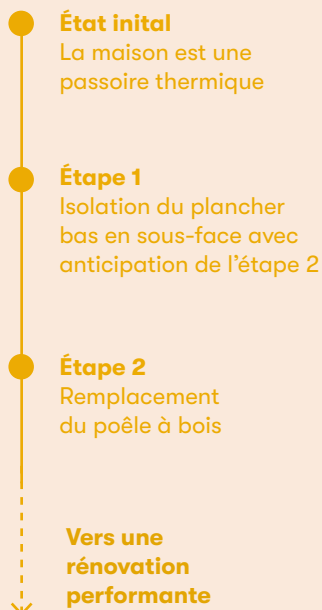 État inital
La maison est une
passoire thermique
Étape 1
Isolation du plancher
bas en sous-face avec
anticipation de l'étape 2
Étape 2
Remplacement
du poêle à bois
Vers une
rénovation
performante